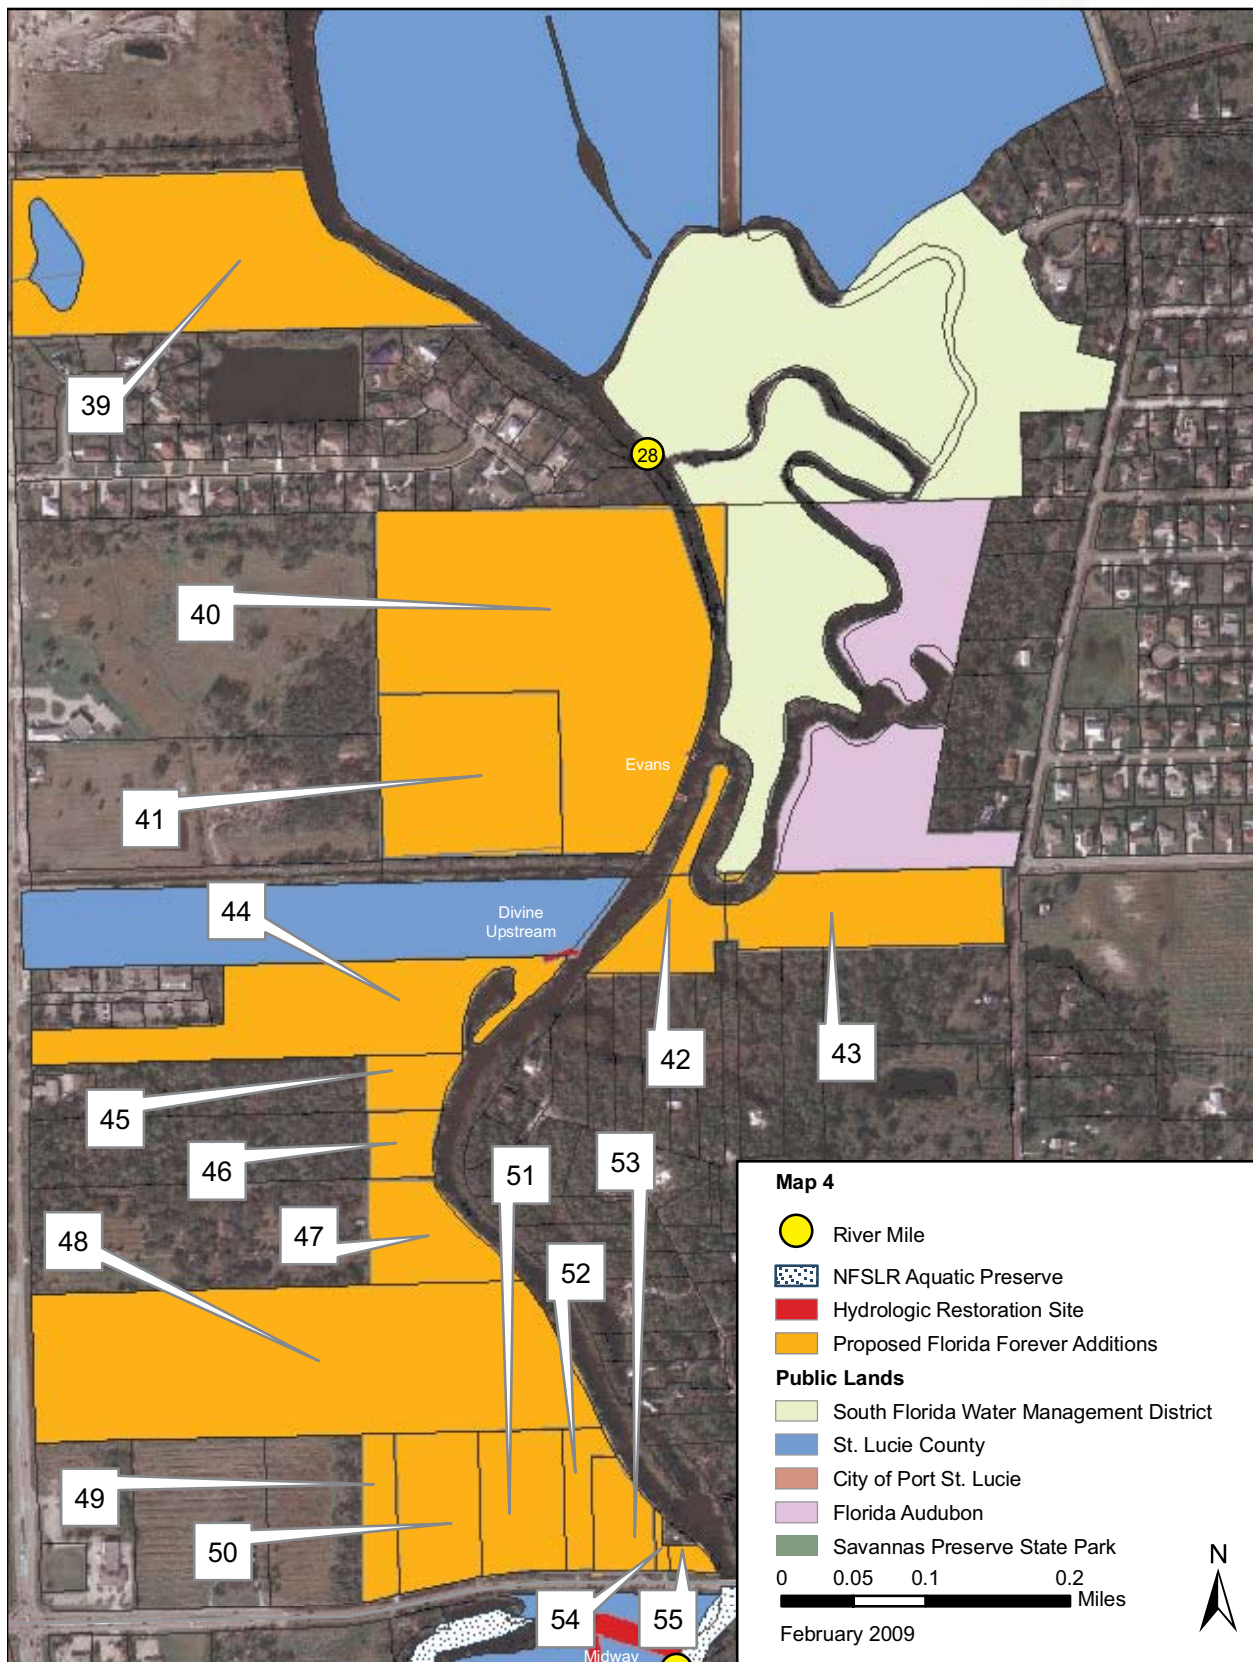 39
28
40
Evans
41
44
Divine
Upstream
42
43
45
46
51
53
47
48
52
49
50
54
55
Midway
Map 4
River Mile
NFSLR Aquatic Preserve
Hydrologic Restoration Site
Proposed Florida Forever Additions
Public Lands
South Florida Water Management District
St. Lucie County
City of Port St. Lucie
Florida Audubon
Savannas Preserve State Park
N
0 0.05 0.1 0.2
Miles
February 2009